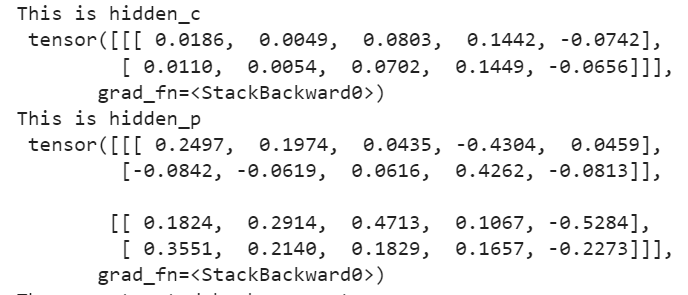 This is hidden_c
tensor([[[ 0.0186,  0.0049,  0.0803,  0.1442, -0.0742],
[ 0.0110,  0.0054,  0.0702,  0.1449, -0.0656]]],
grad_fn=<StackBackward0>)
This is hidden_p
tensor([[[ 0.2497,  0.1974,  0.0435, -0.4304,  0.0459],
[-0.0842, -0.0619,  0.0616,  0.4262, -0.0813]],
[[ 0.1824,  0.2914,  0.4713,  0.1067, -0.5284],
[ 0.3551,  0.2140,  0.1829,  0.1657, -0.2273]]],
grad_fn=<StackBackward0>)